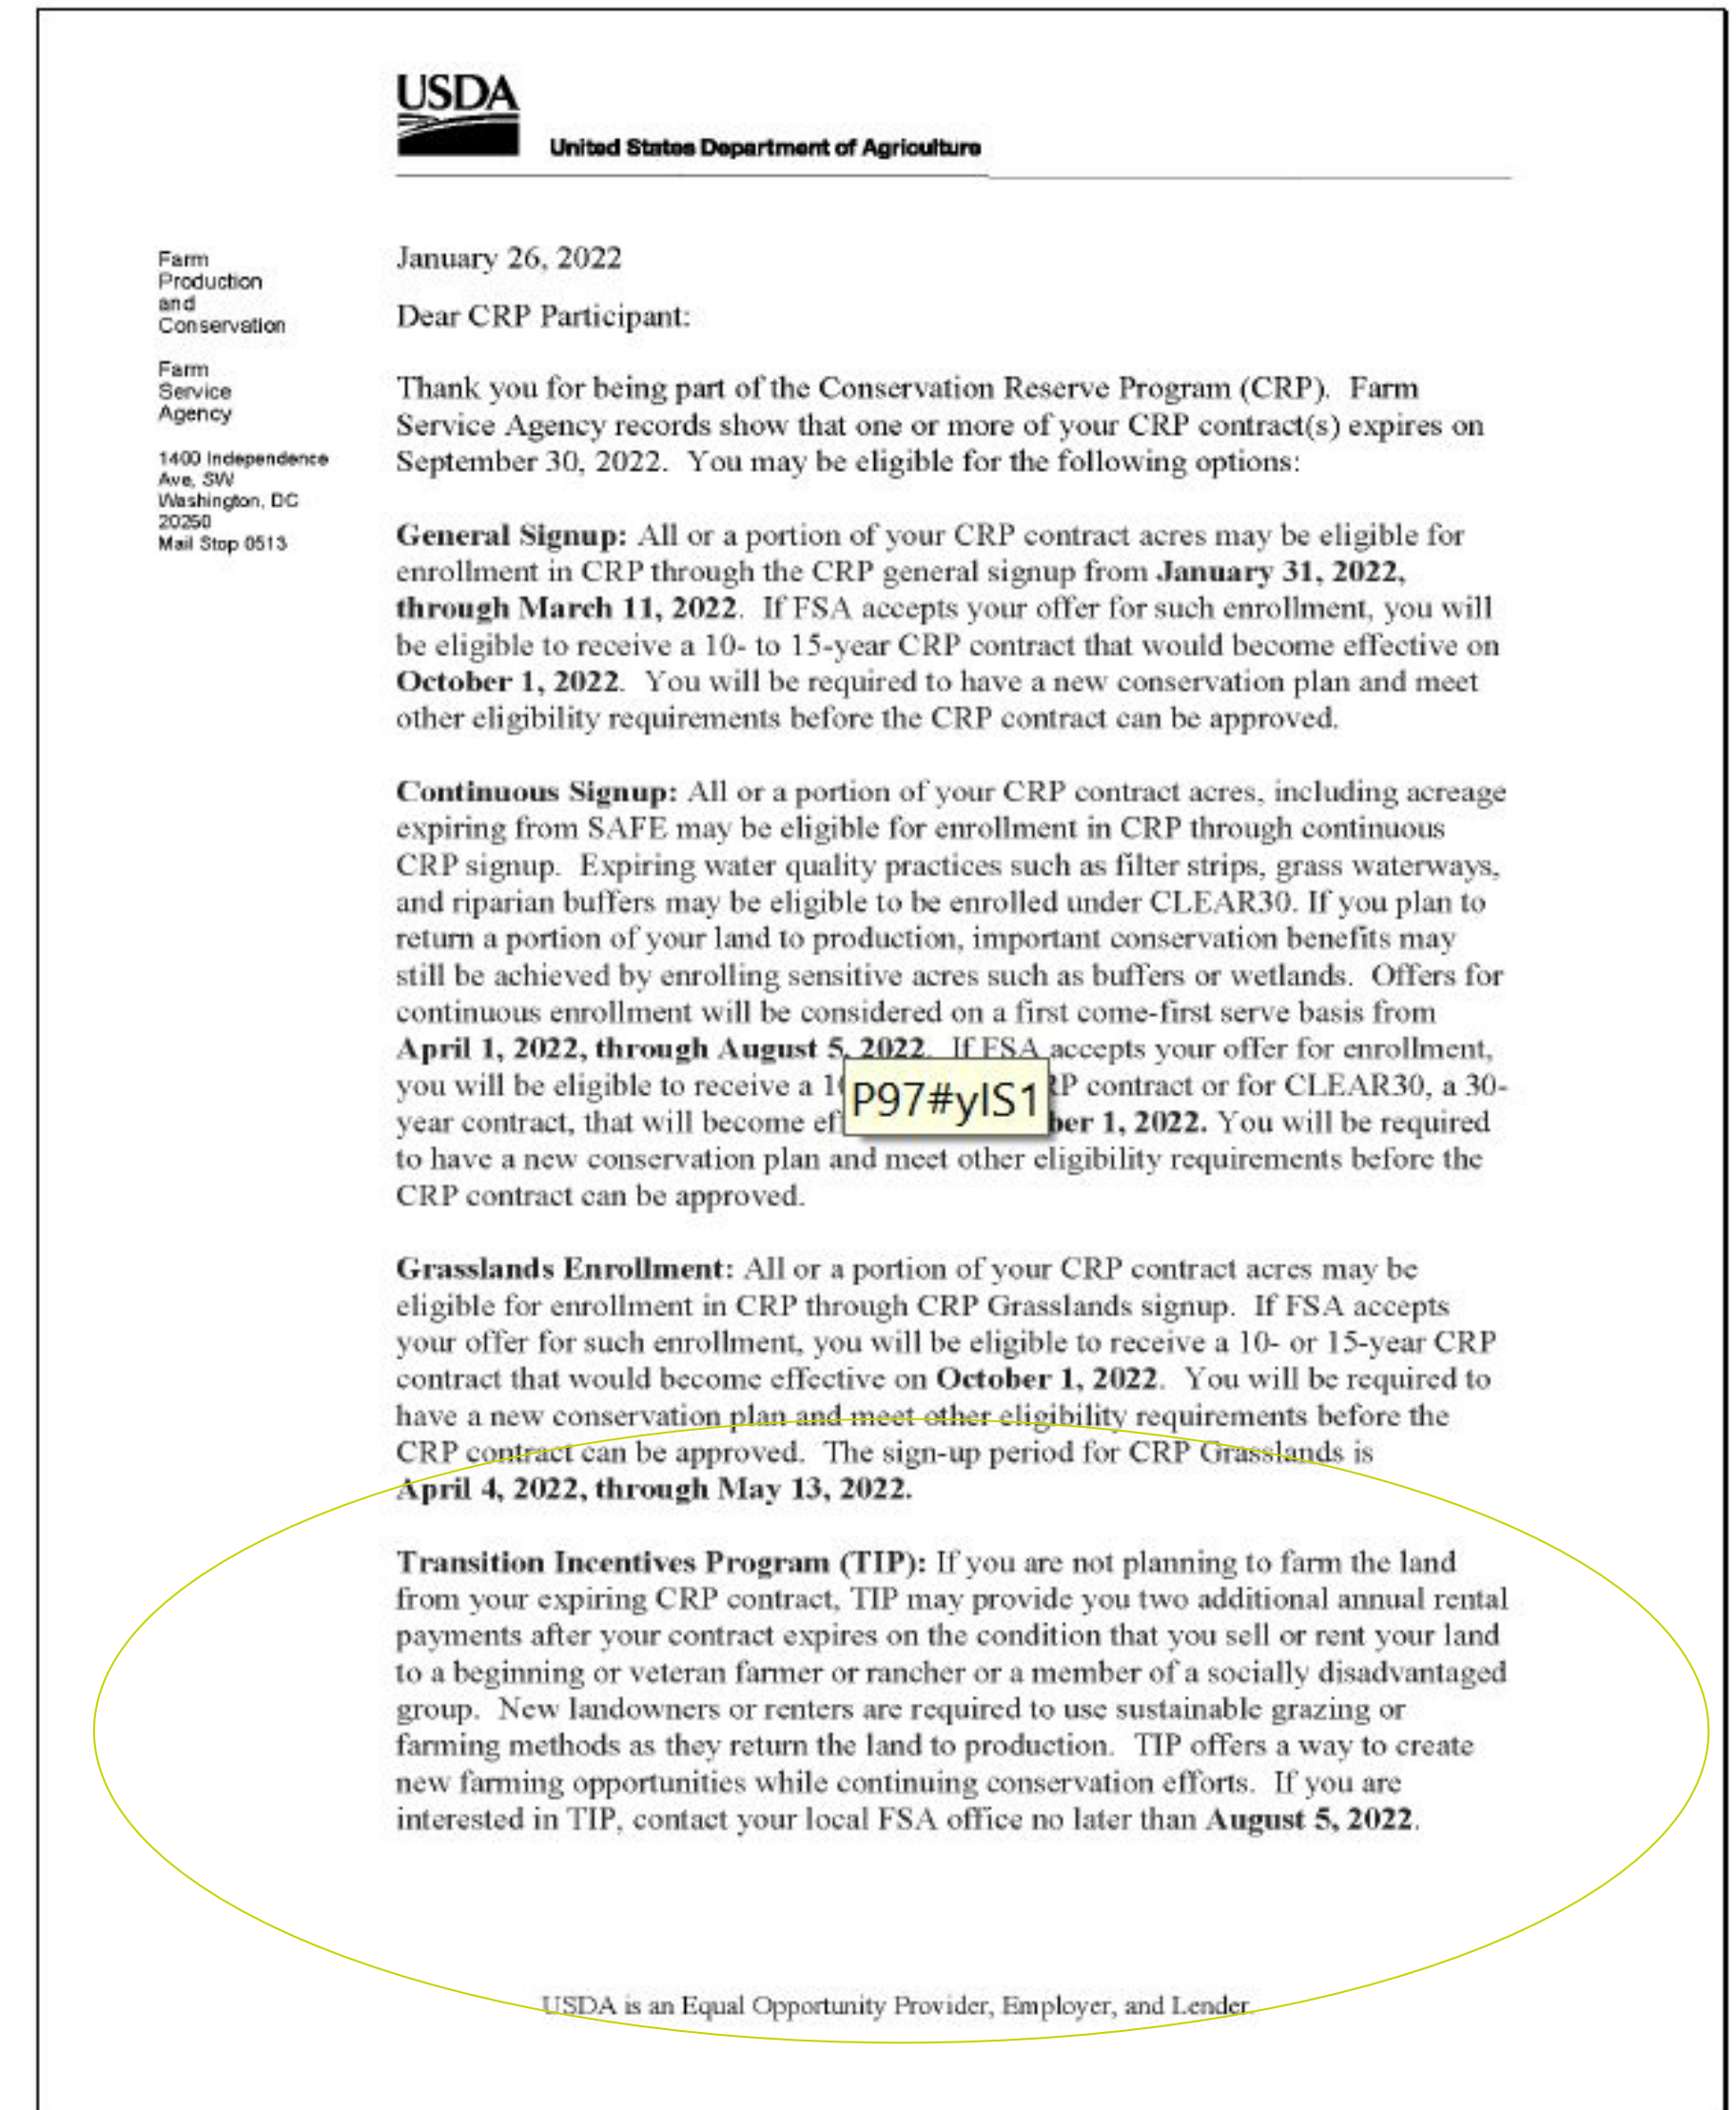 USDA
United States Department of Agriculture
Farm
Production
and
Conservation
Farm
Service
Agency
1400 Independence
Ave, SW
Washington, DC
20250
Mail Stop 0513
January 26, 2022
Dear CRP Participant:
Thank you for being part of the Conservation Reserve Program (CRP).  Farm
Service Agency records show that one or more of your CRP contract(s) expires on
September 30, 2022.  You may be eligible for the following options:
General Signup: All or a portion of your CRP contract acres may be eligible for
enrollment in CRP through the CRP general signup from January 31, 2022,
through March 11, 2022.  If FSA accepts your offer for such enrollment, you will
be eligible to receive a 10- to 15-year CRP contract that would become effective on
October 1, 2022.  You will be required to have a new conservation plan and meet
other eligibility requirements before the CRP contract can be approved.
Continuous Signup: All or a portion of your CRP contract acres, including acreage
expiring from SAFE may be eligible for enrollment in CRP through continuous
CRP signup.  Expiring water quality practices such as filter strips, grass waterways,
and riparian buffers may be eligible to be enrolled under CLEAR30. If you plan to
return a portion of your land to production, important conservation benefits may
still be achieved by enrolling sensitive acres such as buffers or wetlands.  Offers for
continuous enrollment will be considered on a first come-first serve basis from
April 1, 2022, through August 5, 2022.  If FSA accepts your offer for enrollment,
you will be eligible to receive a contract or for CLEAR30, a 30-
P97#yIS1
year contract, that will become 1, 2022. You will be required
to have a new conservation plan and meet other eligibility requirements before the
CRP contract can be approved.
Grasslands Enrollment: All or a portion of your CRP contract acres may be
eligible for enrollment in CRP through CRP Grasslands signup.  If FSA accepts
your offer for such enrollment, you will be eligible to receive a 10- or 15-year CRP
contract that would become effective on October 1, 2022.  You will be required to
have a new conservation plan and meet other eligibility requirements before the
CRP contract can be approved.  The sign-up period for CRP Grasslands is
April 4, 2022, through May 13, 2022.
Transition Incentives Program (TIP): If you are not planning to farm the land
from your expiring CRP contract, TIP may provide you two additional annual rental
payments after your contract expires on the condition that you sell or rent your land
to a beginning or veteran farmer or rancher or a member of a socially disadvantaged
group.  New landowners or renters are required to use sustainable grazing or
farming methods as they return the land to production.  TIP offers a way to create
new farming opportunities while continuing conservation efforts.  If you are
interested in TIP, contact your local FSA office no later than August 5, 2022.
USDA is an Equal Opportunity Provider, Employer, and Lender.